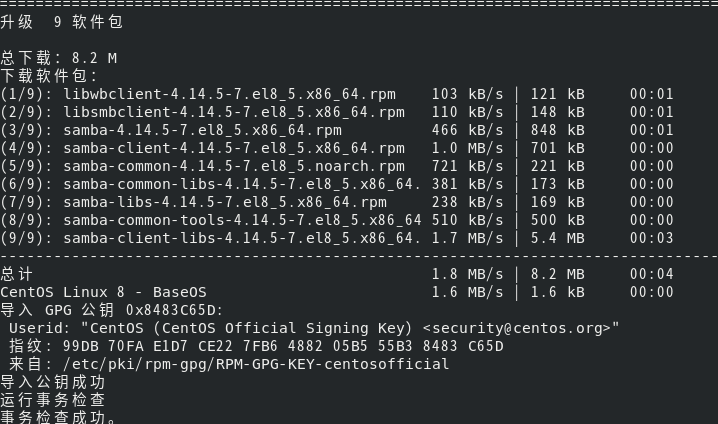 ================================================================================
升级  9 软件包
总下载：8.2 M
下载软件包：
(1/9): libwbclient-4.14.5-7.el8_5.x86_64.rpm    103 kB/s | 121 kB     00:01
(2/9): libsmbclient-4.14.5-7.el8_5.x86_64.rpm   110 kB/s | 148 kB     00:01
(3/9): samba-4.14.5-7.el8_5.x86_64.rpm          466 kB/s | 848 kB     00:01
(4/9): samba-client-4.14.5-7.el8_5.x86_64.rpm   1.0 MB/s | 701 kB     00:00
(5/9): samba-common-4.14.5-7.el8_5.noarch.rpm   721 kB/s | 221 kB     00:00
(6/9): samba-common-libs-4.14.5-7.el8_5.x86_64. 381 kB/s | 173 kB     00:00
(7/9): samba-libs-4.14.5-7.el8_5.x86_64.rpm     238 kB/s | 169 kB     00:00
(8/9): samba-common-tools-4.14.5-7.el8_5.x86_64 510 kB/s | 500 kB     00:00
(9/9): samba-client-libs-4.14.5-7.el8_5.x86_64. 1.7 MB/s | 5.4 MB     00:03
--------------------------------------------------------------------------------
总计                                            1.8 MB/s | 8.2 MB     00:04
CentOS Linux 8 - BaseOS                         1.6 MB/s | 1.6 kB     00:00
导入 GPG 公钥 0x8483C65D:
 Userid: "CentOS (CentOS Official Signing Key) <security@centos.org>"
 指纹: 99DB 70FA E1D7 CE22 7FB6 4882 05B5 55B3 8483 C65D
 来自: /etc/pki/rpm-gpg/RPM-GPG-KEY-centosofficial
导入公钥成功
运行事务检查
事务检查成功。